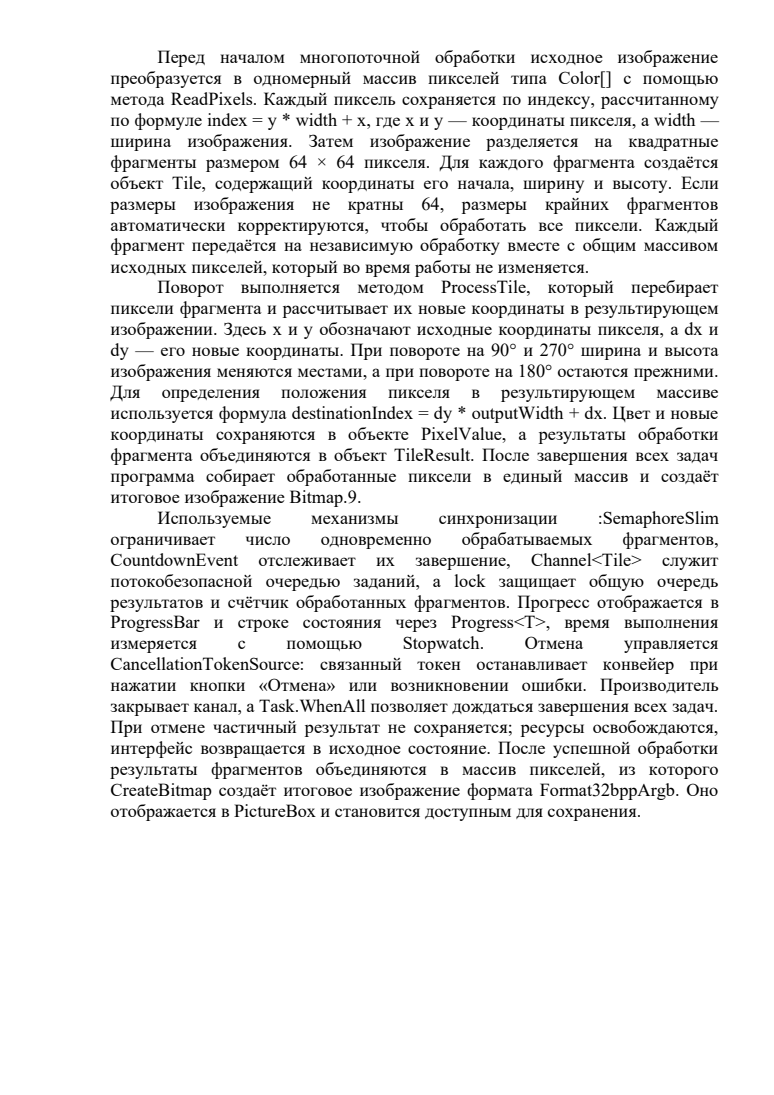 Перед началом многопоточной обработки исходное изображение
преобразуется в одномерный массив пикселей типа Color[] с помощью
метода ReadPixels. Каждый пиксель сохраняется по индексу, рассчитанному
по формуле index = y * width + x, где x и y — координаты пикселя, а width —
ширина изображения. Затем изображение разделяется на квадратные
фрагменты размером 64 × 64 пикселя. Для каждого фрагмента создаётся
объект Tile, содержащий координаты его начала, ширину и высоту. Если
размеры изображения не кратны 64, размеры крайних фрагментов
автоматически корректируются, чтобы обработать все пиксели. Каждый
фрагмент передаётся на независимую обработку вместе с общим массивом
исходных пикселей, который во время работы не изменяется.
Поворот выполняется методом ProcessTile, который перебирает
пиксели фрагмента и рассчитывает их новые координаты в результирующем
изображении. Здесь x и y обозначают исходные координаты пикселя, а dx и
dy — его новые координаты. При повороте на 90° и 270° ширина и высота
изображения меняются местами, а при повороте на 180° остаются прежними.
Для определения положения пикселя в результирующем массиве
используется формула destinationIndex = dy * outputWidth + dx. Цвет и новые
координаты сохраняются в объекте PixelValue, а результаты обработки
фрагмента объединяются в объект TileResult. После завершения всех задач
программа собирает обработанные пиксели в единый массив и создаёт
итоговое изображение Bitmap.9.
Используемые механизмы синхронизации :SemaphoreSlim
ограничивает число одновременно обрабатываемых фрагментов,
CountdownEvent отслеживает их завершение, Channel<Tile> служит
потокобезопасной очередью заданий, а lock защищает общую очередь
результатов и счётчик обработанных фрагментов. Прогресс отображается в
ProgressBar и строке состояния через Progress<T>, время выполнения
измеряется с помощью Stopwatch. Отмена управляется
CancellationTokenSource: связанный токен останавливает конвейер при
нажатии кнопки «Отмена» или возникновении ошибки. Производитель
закрывает канал, а Task.WhenAll позволяет дождаться завершения всех задач.
При отмене частичный результат не сохраняется; ресурсы освобождаются,
интерфейс возвращается в исходное состояние. После успешной обработки
результаты фрагментов объединяются в массив пикселей, из которого
CreateBitmap создаёт итоговое изображение формата Format32bppArgb. Оно
отображается в PictureBox и становится доступным для сохранения.